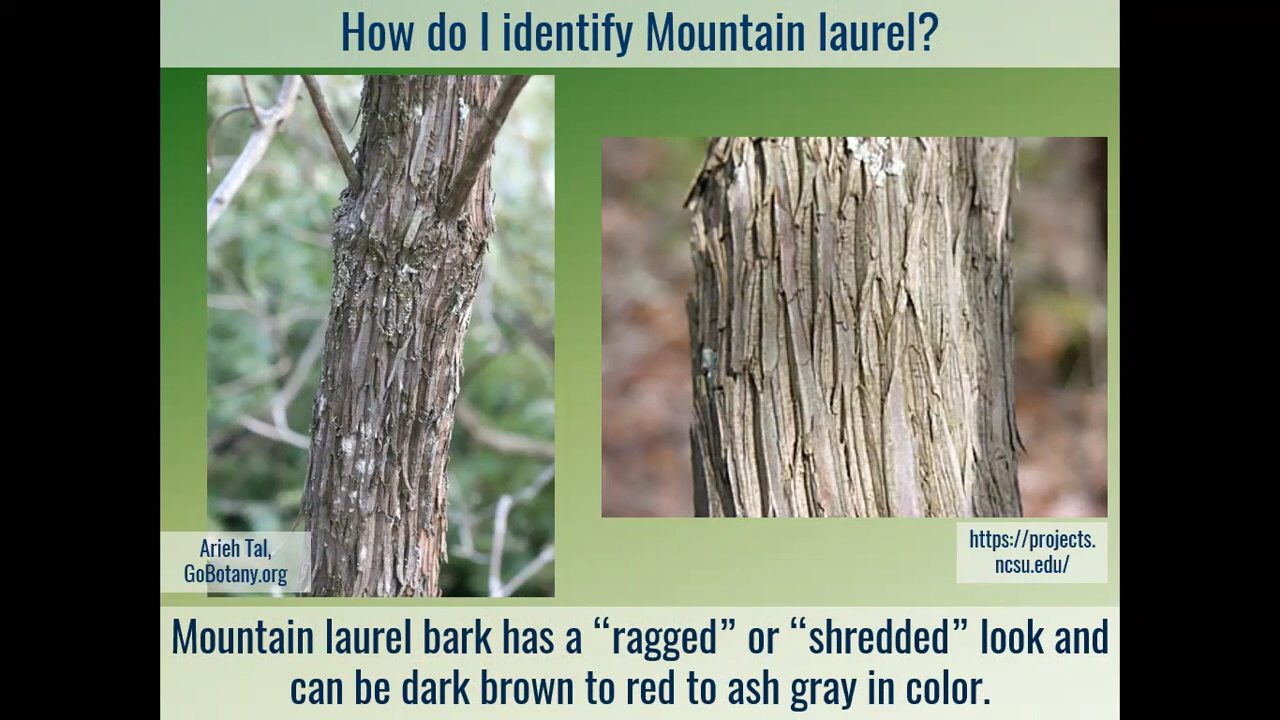 How do I identify Mountain laurel?
Arieh Tal,
GoBotany.org
https://projects.
ncsu.edu/
Mountain laurel bark has a “ragged” or “shredded” look and
can be dark brown to red to ash gray in color.